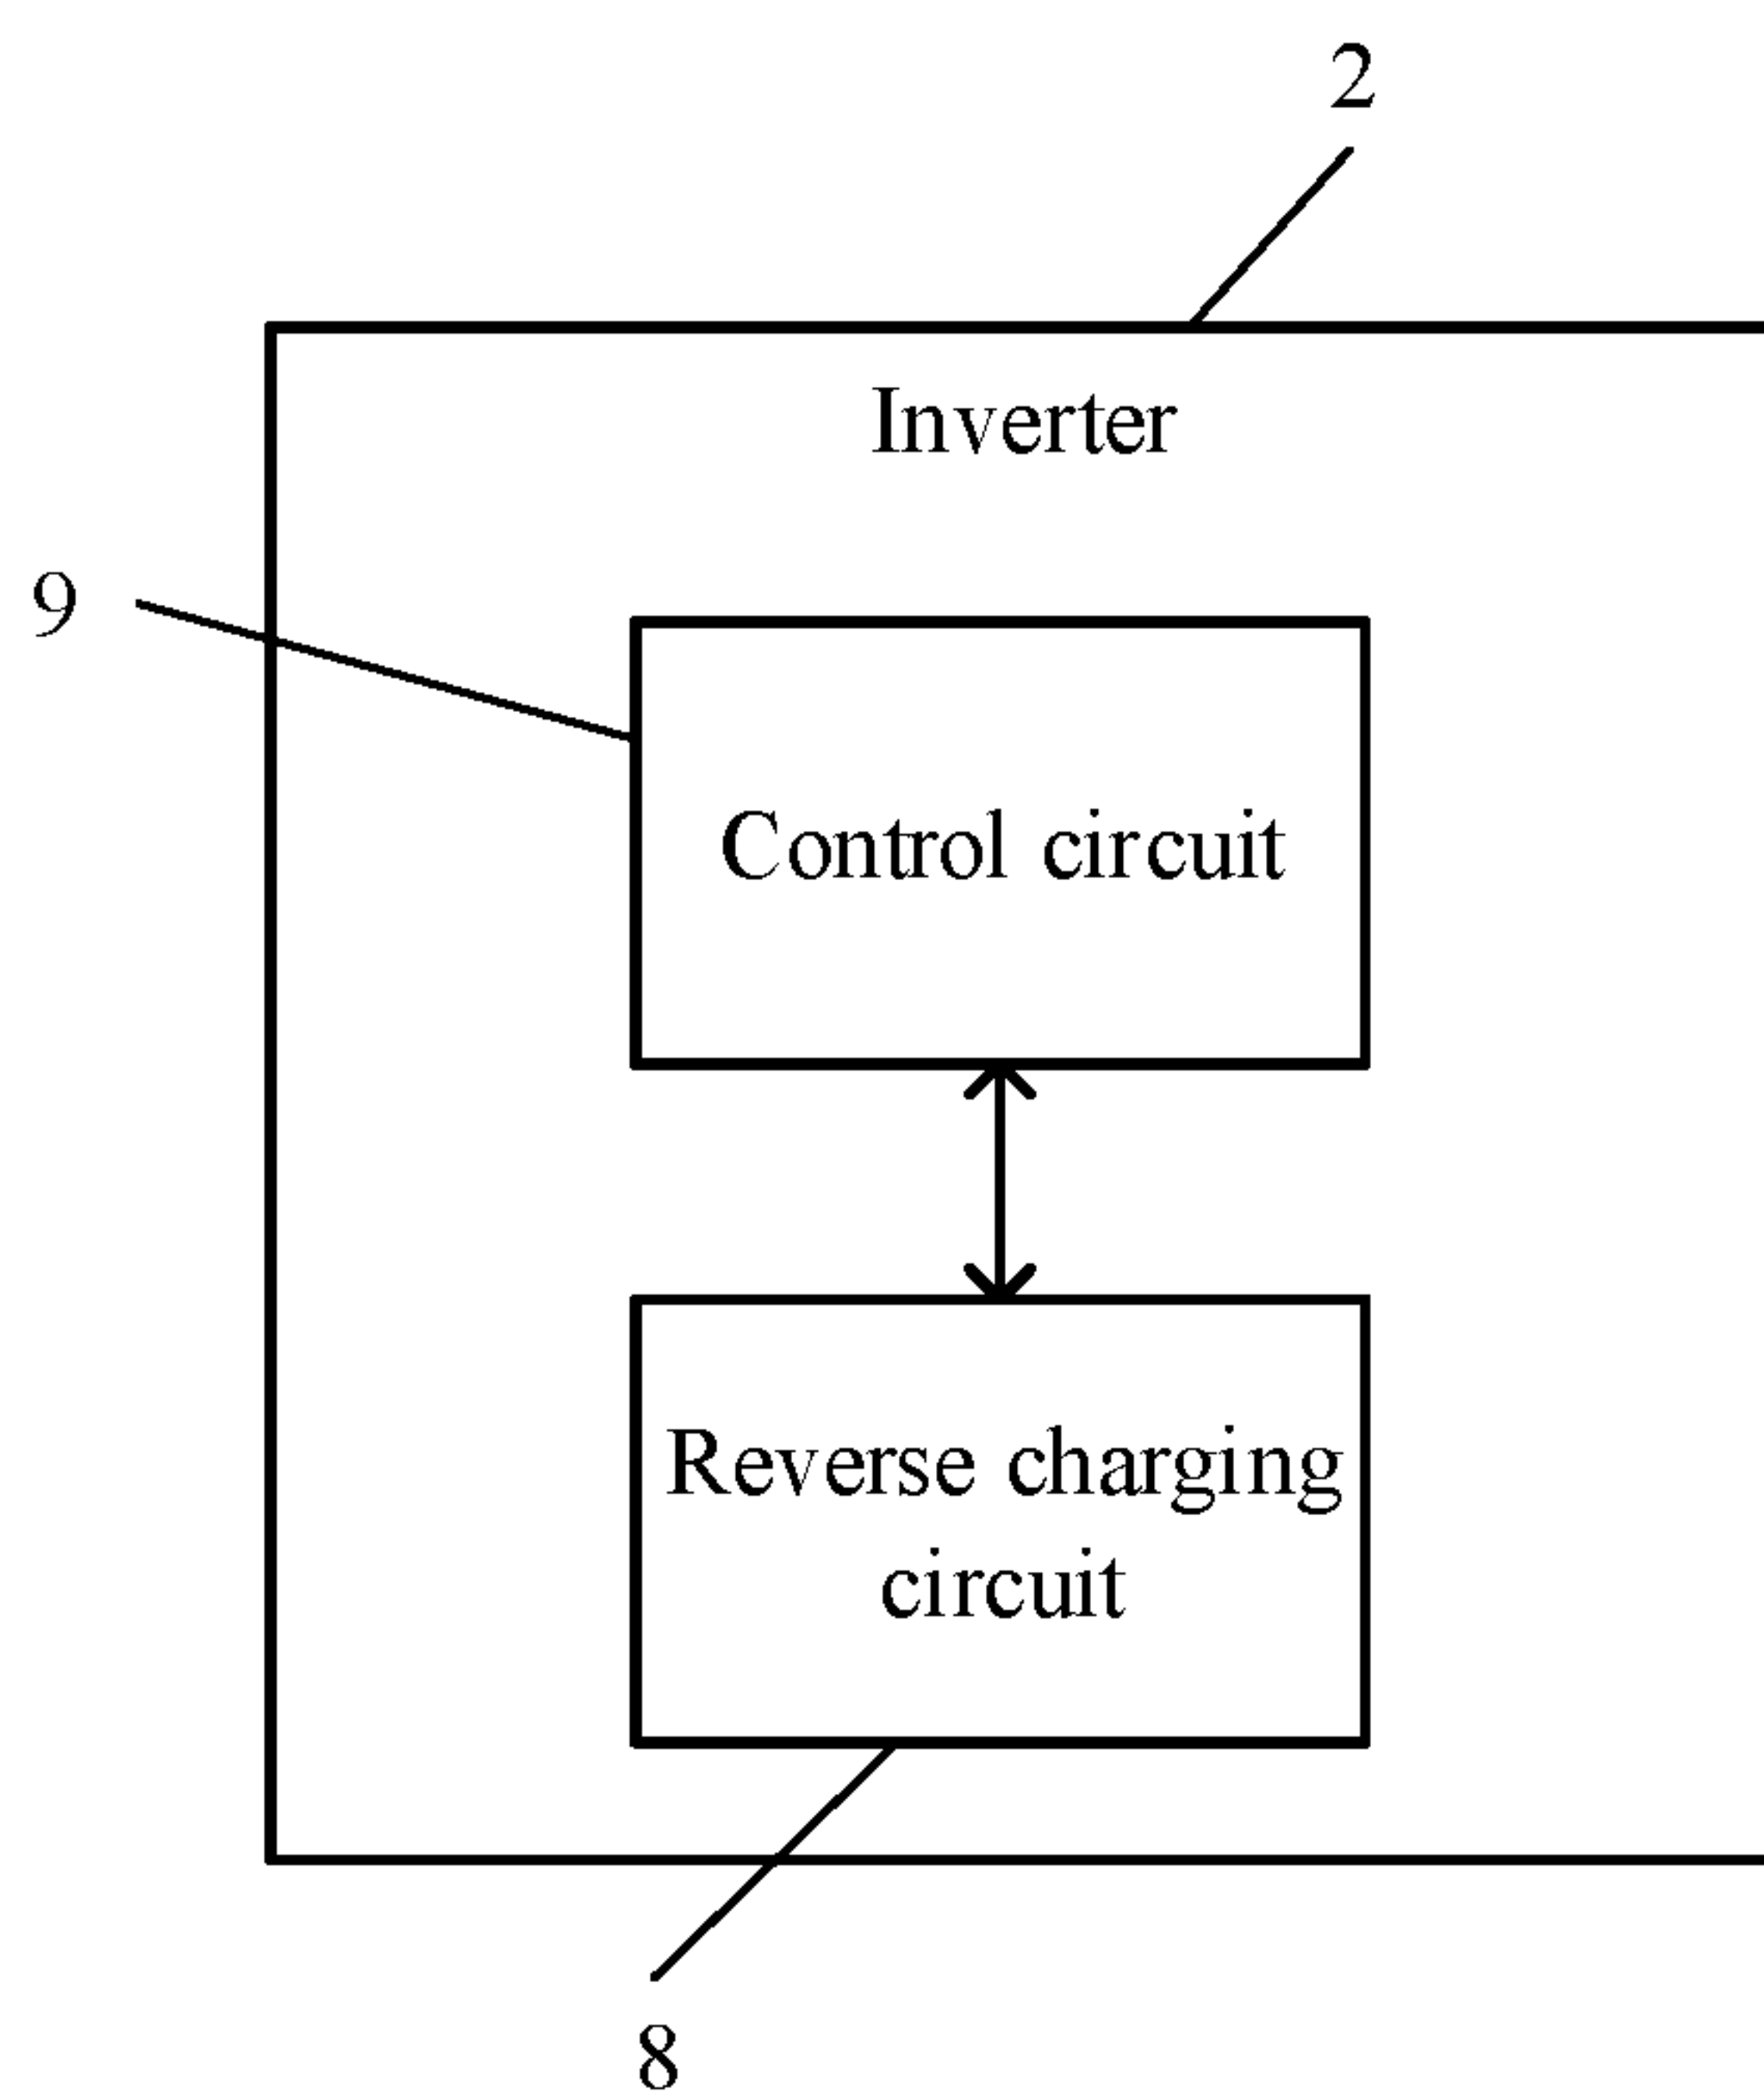 2
Inverter
9
Control circuit
Reverse charging
circuit
8